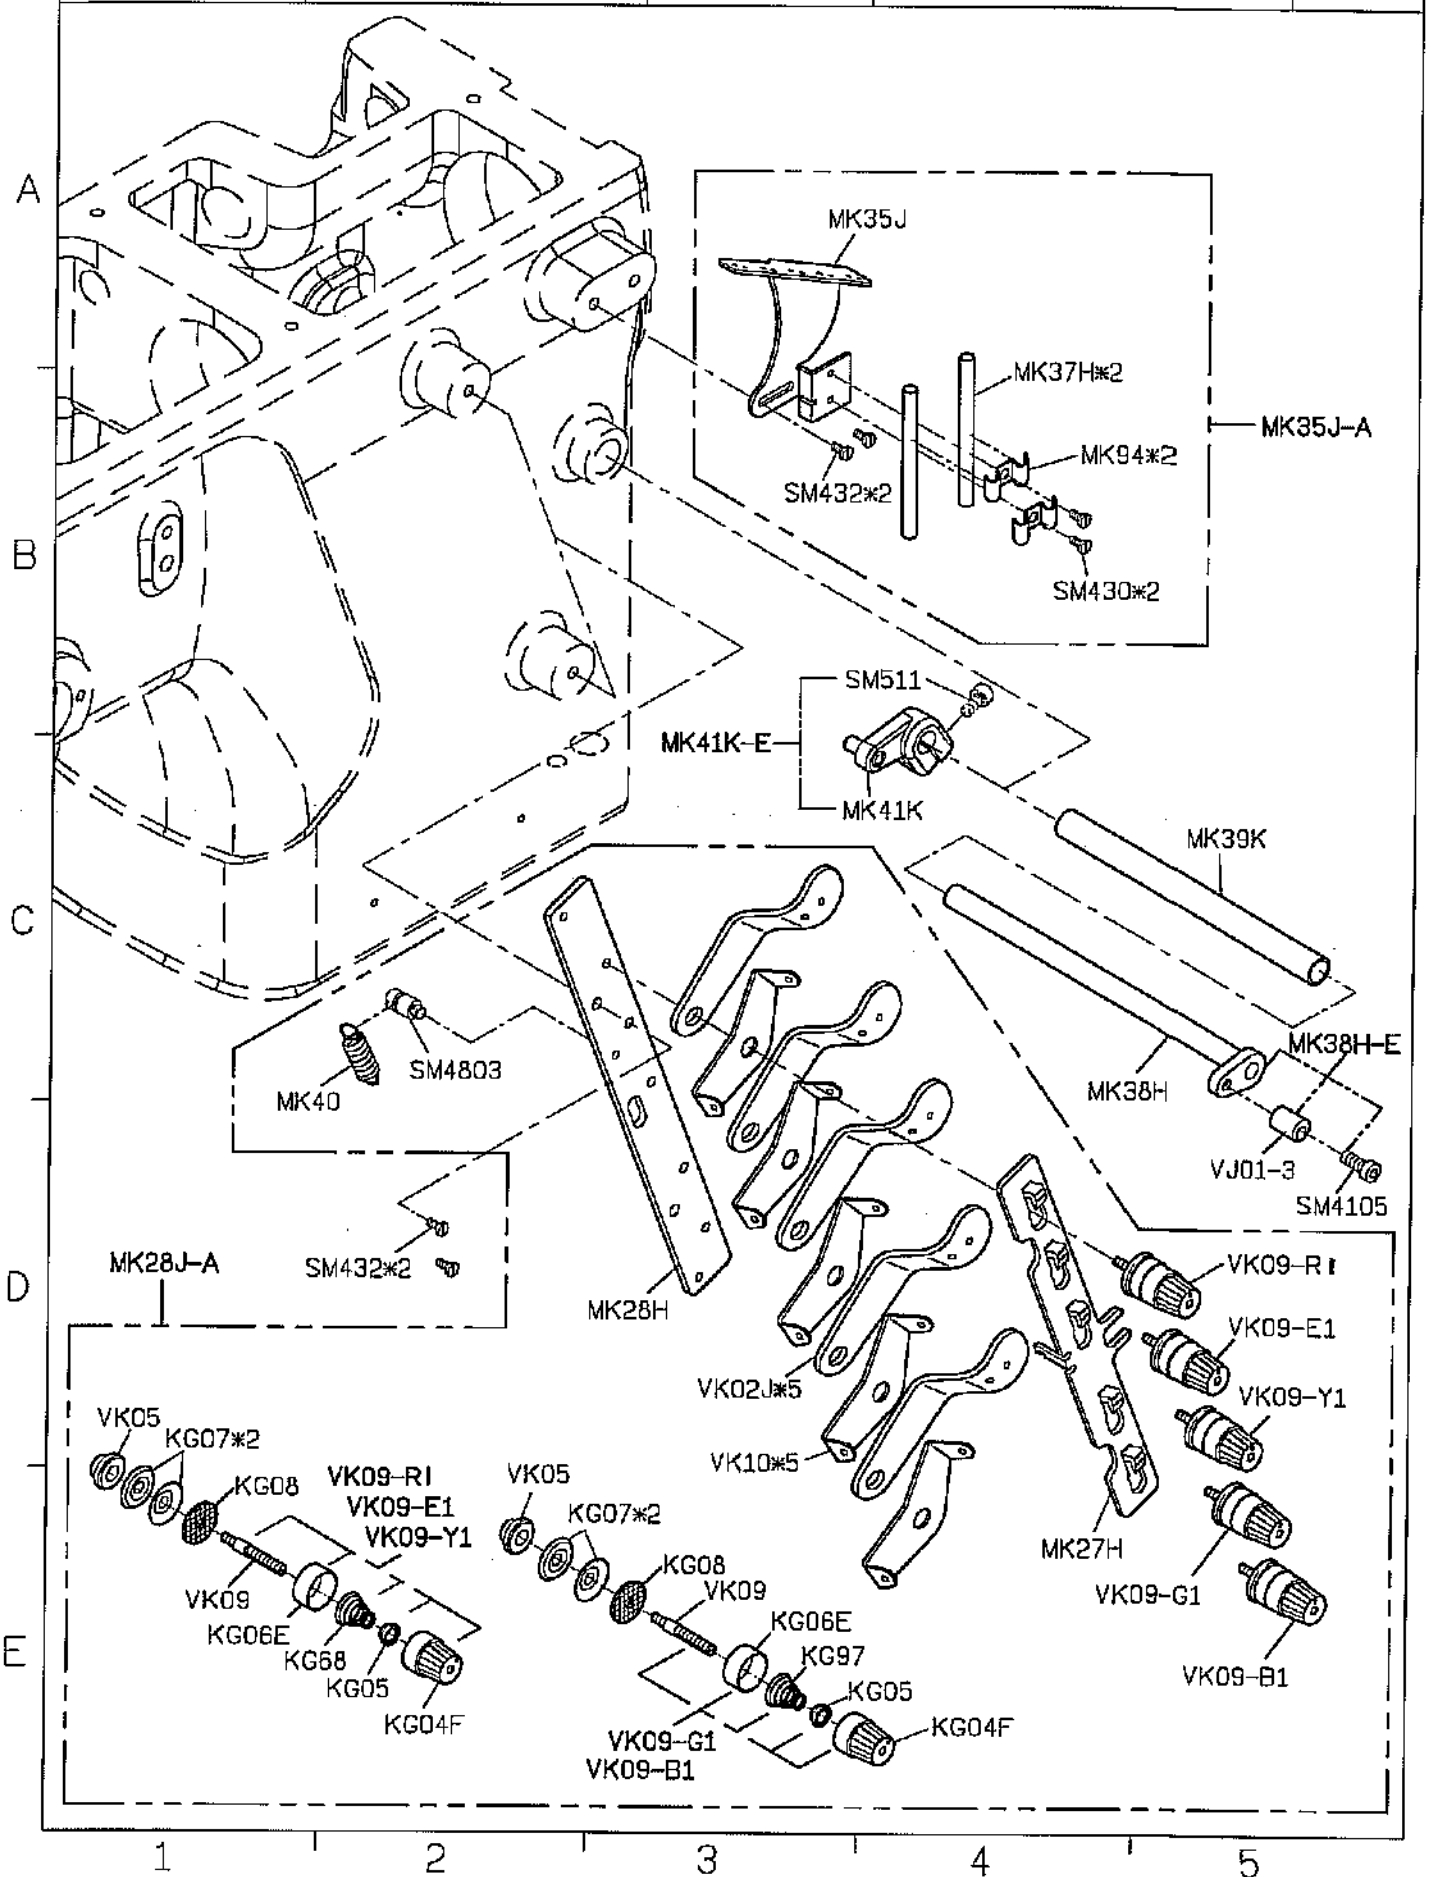 A
MK35J
MK37H*2
MK35J-A
MK94*2
SM432*2
B
SM430*2
SM511
MK41K-E
MK41K
MK39K
C
MK38H-E
SM4803
MK40
MK38H
VJ01-3
SM4105
MK28J-A
SM432*2
VK09-R1
D
MK28H
VK09-E1
VK02J*5
VK09-Y1
VK05
KG07*2
VK10*5
KG08
VK09-R1
VK09-E1
VK09-Y1
VK05
KG07*2
MK27H
KG08
VK09-G1
VK09
VK09
KG06E
KG06E
E
KG68
KG97
KG05
KG05
VK09-B1
KG04F
KG04F
VK09-G1
VK09-B1
1 2 3 4 5